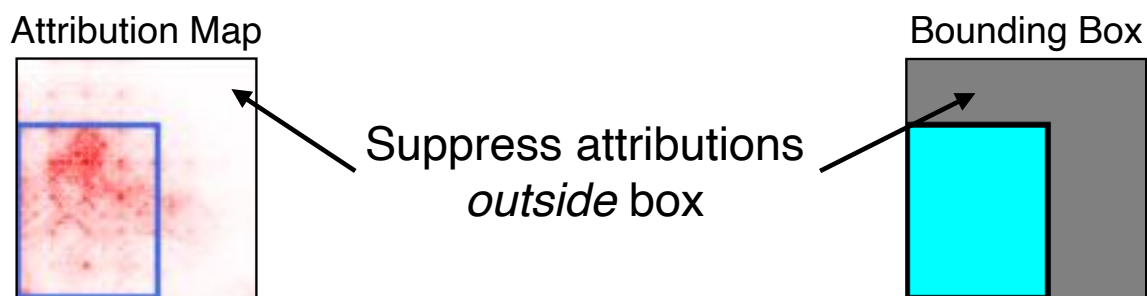 Attribution Map
Bounding Box
Suppress attributions
outside box